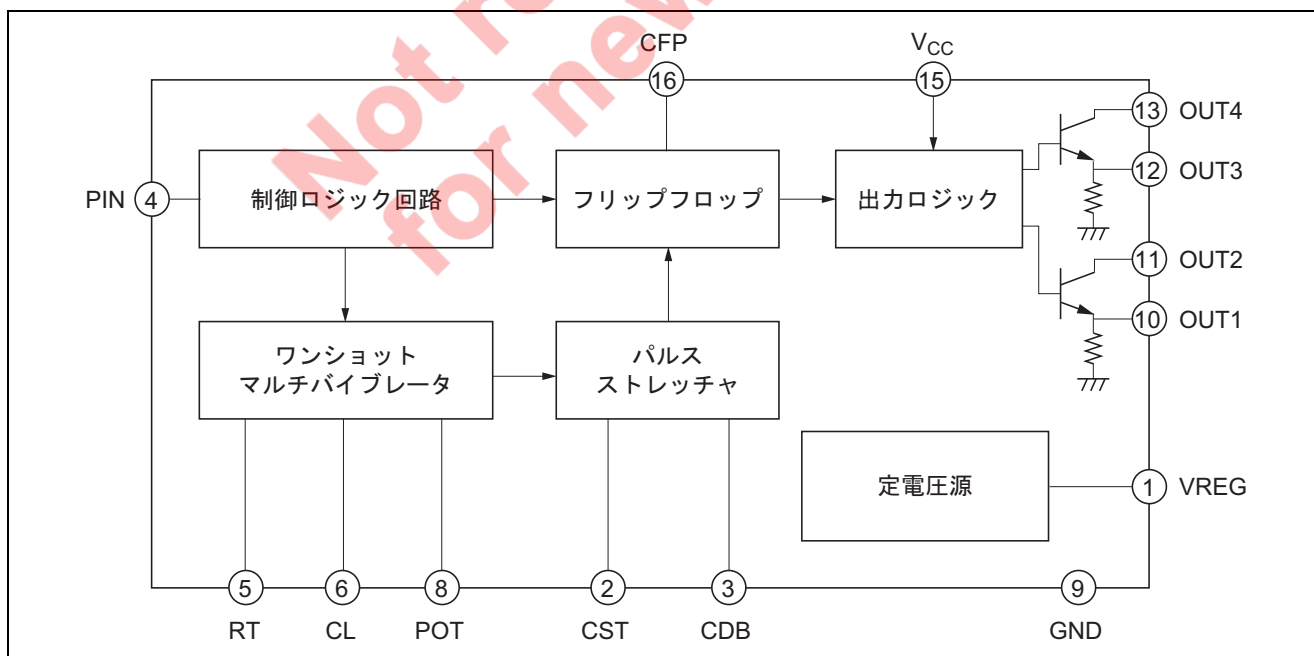 Not re
for new
CFP
VCC
16
15
13 OUT4
PIN 4
制御ロジック回路
フリップフロップ
出力ロジック
12 OUT3
11 OUT2
ワンショット
マルチバイブレータ
パルス
ストレッチャ
10 OUT1
定電圧源
1 VREG
5
6
8
2
3
9
RT
CL
POT
CST
CDB
GND